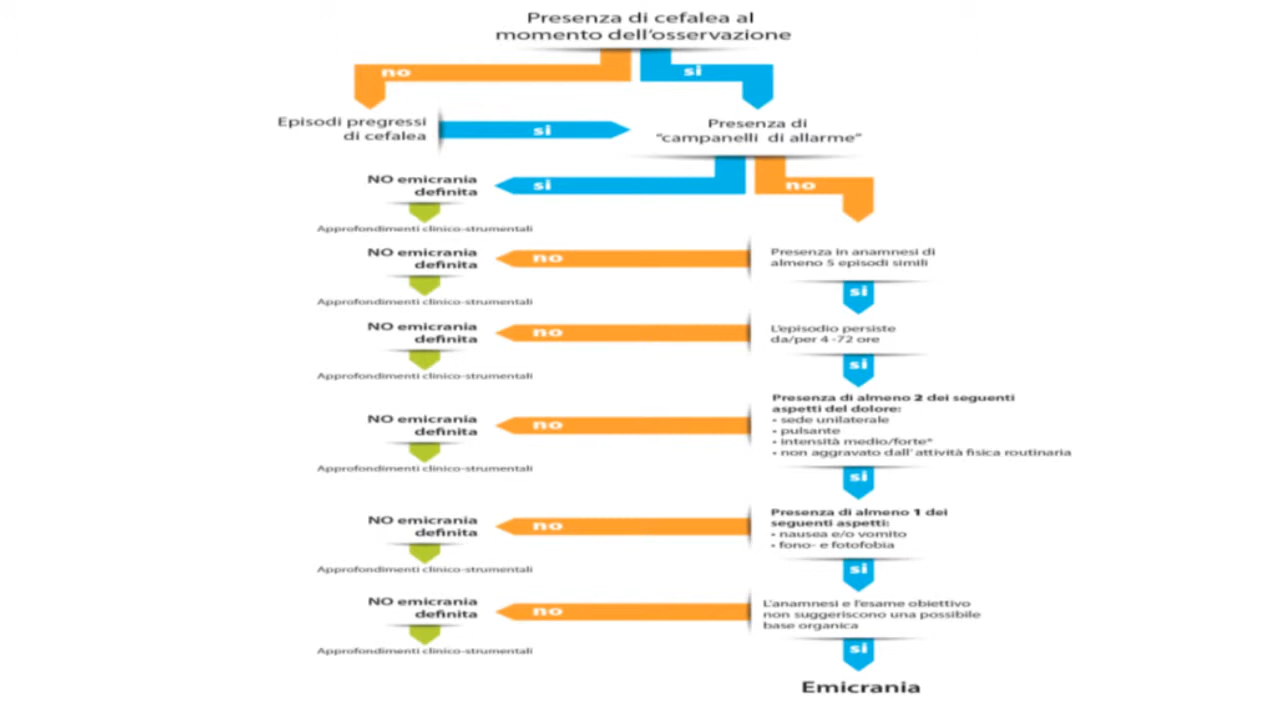 Presenza di cefalea al
momento dell'osservazione
no
si
Episodi pregressi
di cefalea
si
Presenza di
"campanelli di allarme"
NO emicrania
definita
si
no
Approfondimenti clinico-strumentali
NO emicrania
definita
no
Presenza in anamnesi di
almeno 5 episodi simili
si
Approfondimenti clinico-strumentali
NO emicrania
definita
no
L'episodio persiste
da/per 4 -72 ore
si
Approfondimenti clinico-strumentali
Presenza di almeno 2 dei seguenti
aspetti del dolore:
• sede unilaterale
• pulsante
• intensità medio/forte*
• non aggravato dall' attività fisica routinaria
NO emicrania
definita
no
si
Approfondimenti clinico-strumentali
Presenza di almeno 1 dei
seguenti aspetti:
• nausea e/o vomito
• fono- e fotofobia
NO emicrania
definita
no
si
Approfondimenti clinico-strumentali
NO emicrania
definita
no
L'anamnesi e l'esame obiettivo
non suggeriscono una possibile
base organica
si
Approfondimenti clinico-strumentali
Emicrania